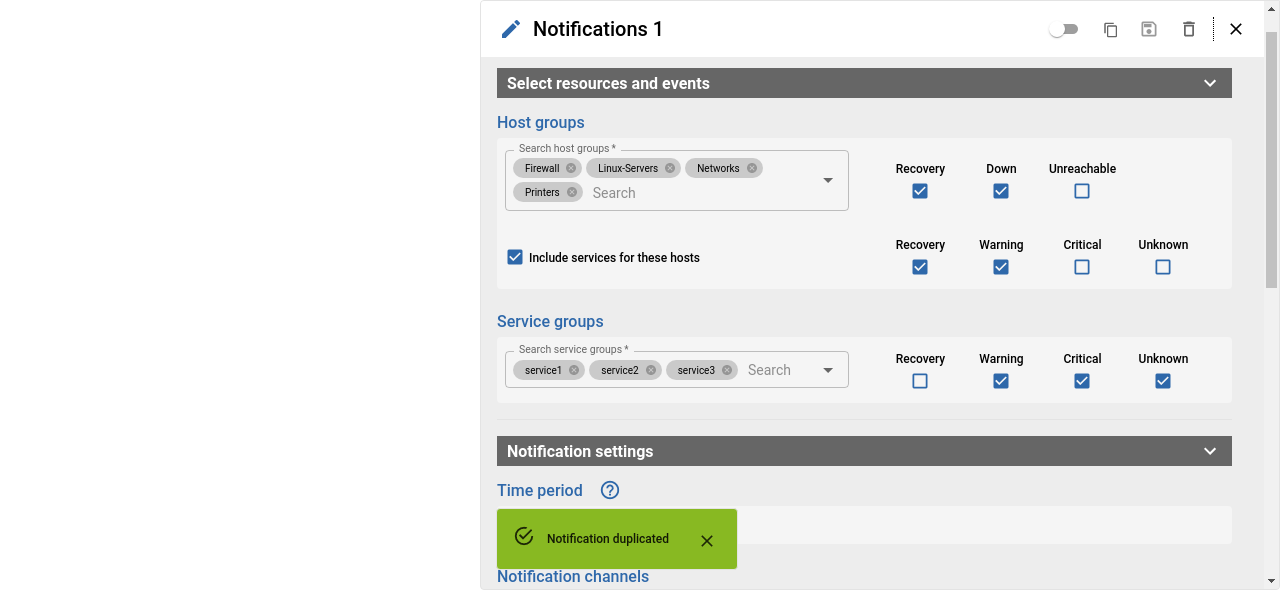 Notifications 1
Select resources and events
Host groups
Search host groups *
Firewall Linux-Servers Networks
Printers Search
Recovery Down Unreachable
Include services for these hosts
Recovery Warning Critical Unknown
Service groups
Search service groups *
service1 service2 service3 Search
Recovery Warning Critical Unknown
Notification settings
Time period ?
Notification duplicated
Notification channels